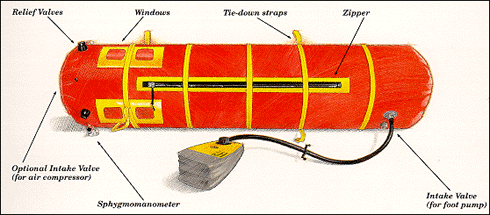 Relief Valves
Windows
Tie-down straps
Zipper
Optional Intake Valve
(for air compressor)
Sphygmomanometer
Intake Valve
(for foot pump)